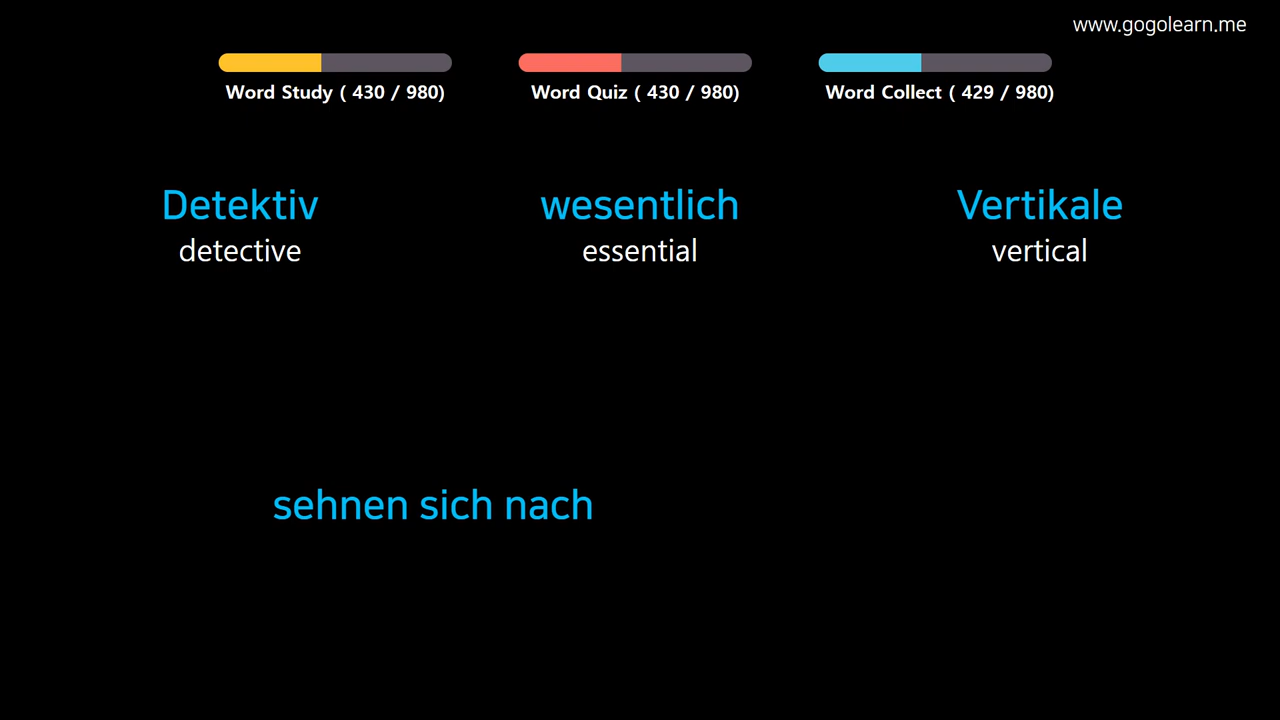 www.gogolearn.me
Word Study ( 430 / 980)
Word Quiz ( 430 / 980)
Word Collect ( 429 / 980)
Detektiv
wesentlich
Vertikale
detective
essential
vertical
sehnen sich nach